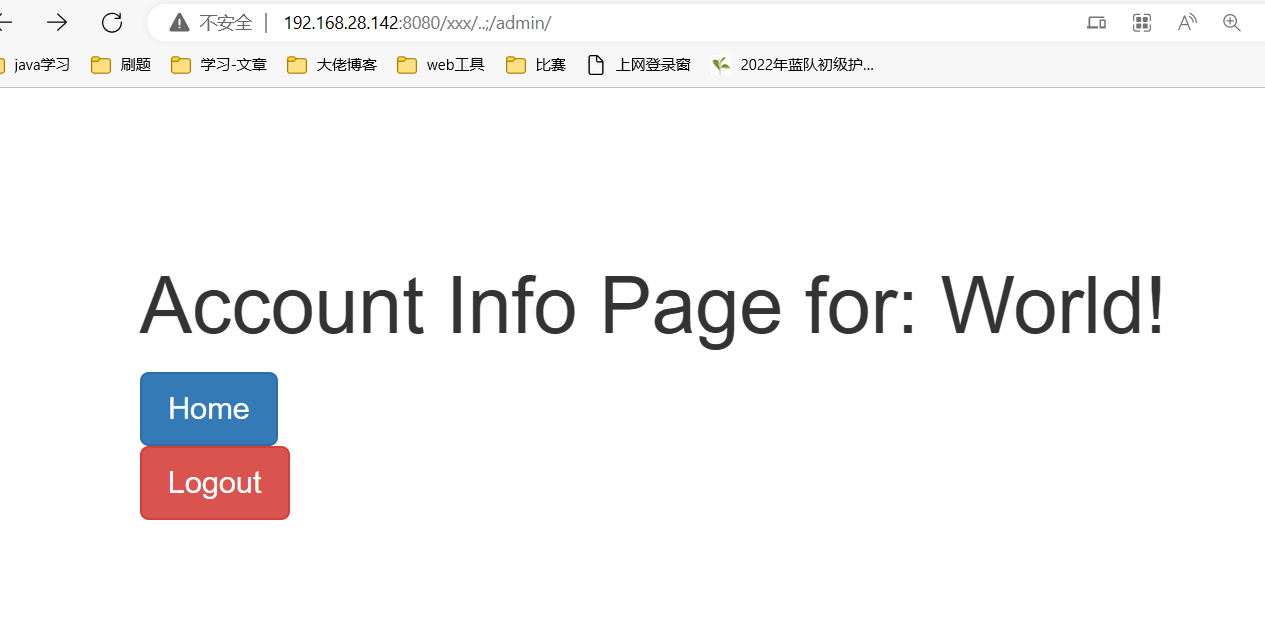 不安全 192.168.28.142:8080/xxx/..;/admin/
java学习 刷题 学习-文章 大佬博客 web工具 比赛 上网登录窗 2022年蓝队初级护...
Account Info Page for: World!
Home
Logout